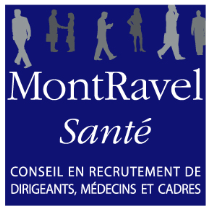 MontRavel
Santé
CONSEIL EN RECRUTEMENT DE
DIRIGEANTS, MÉDECINS ET CADRES